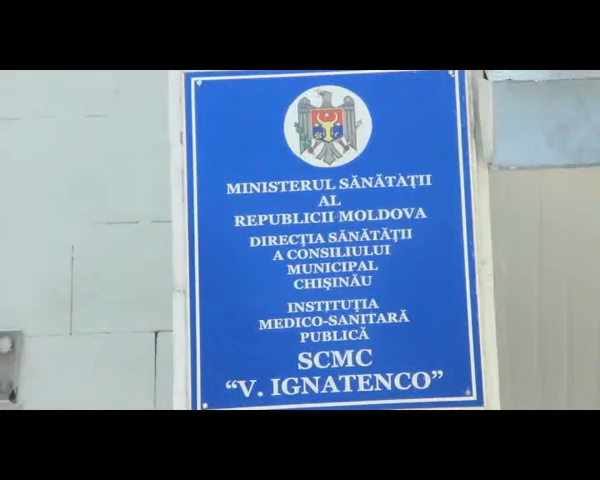 MINISTERUL SĂNĂTĂȚII
AL
REPUBLICII MOLDOVA
DIRECȚIA SĂNĂTĂȚII
A CONSILIULUI
MUNICIPAL
CHIȘINĂU
INSTITUȚIA
MEDICO-SANITARĂ
PUBLICĂ
SCMC
“V. IGNATENCO”